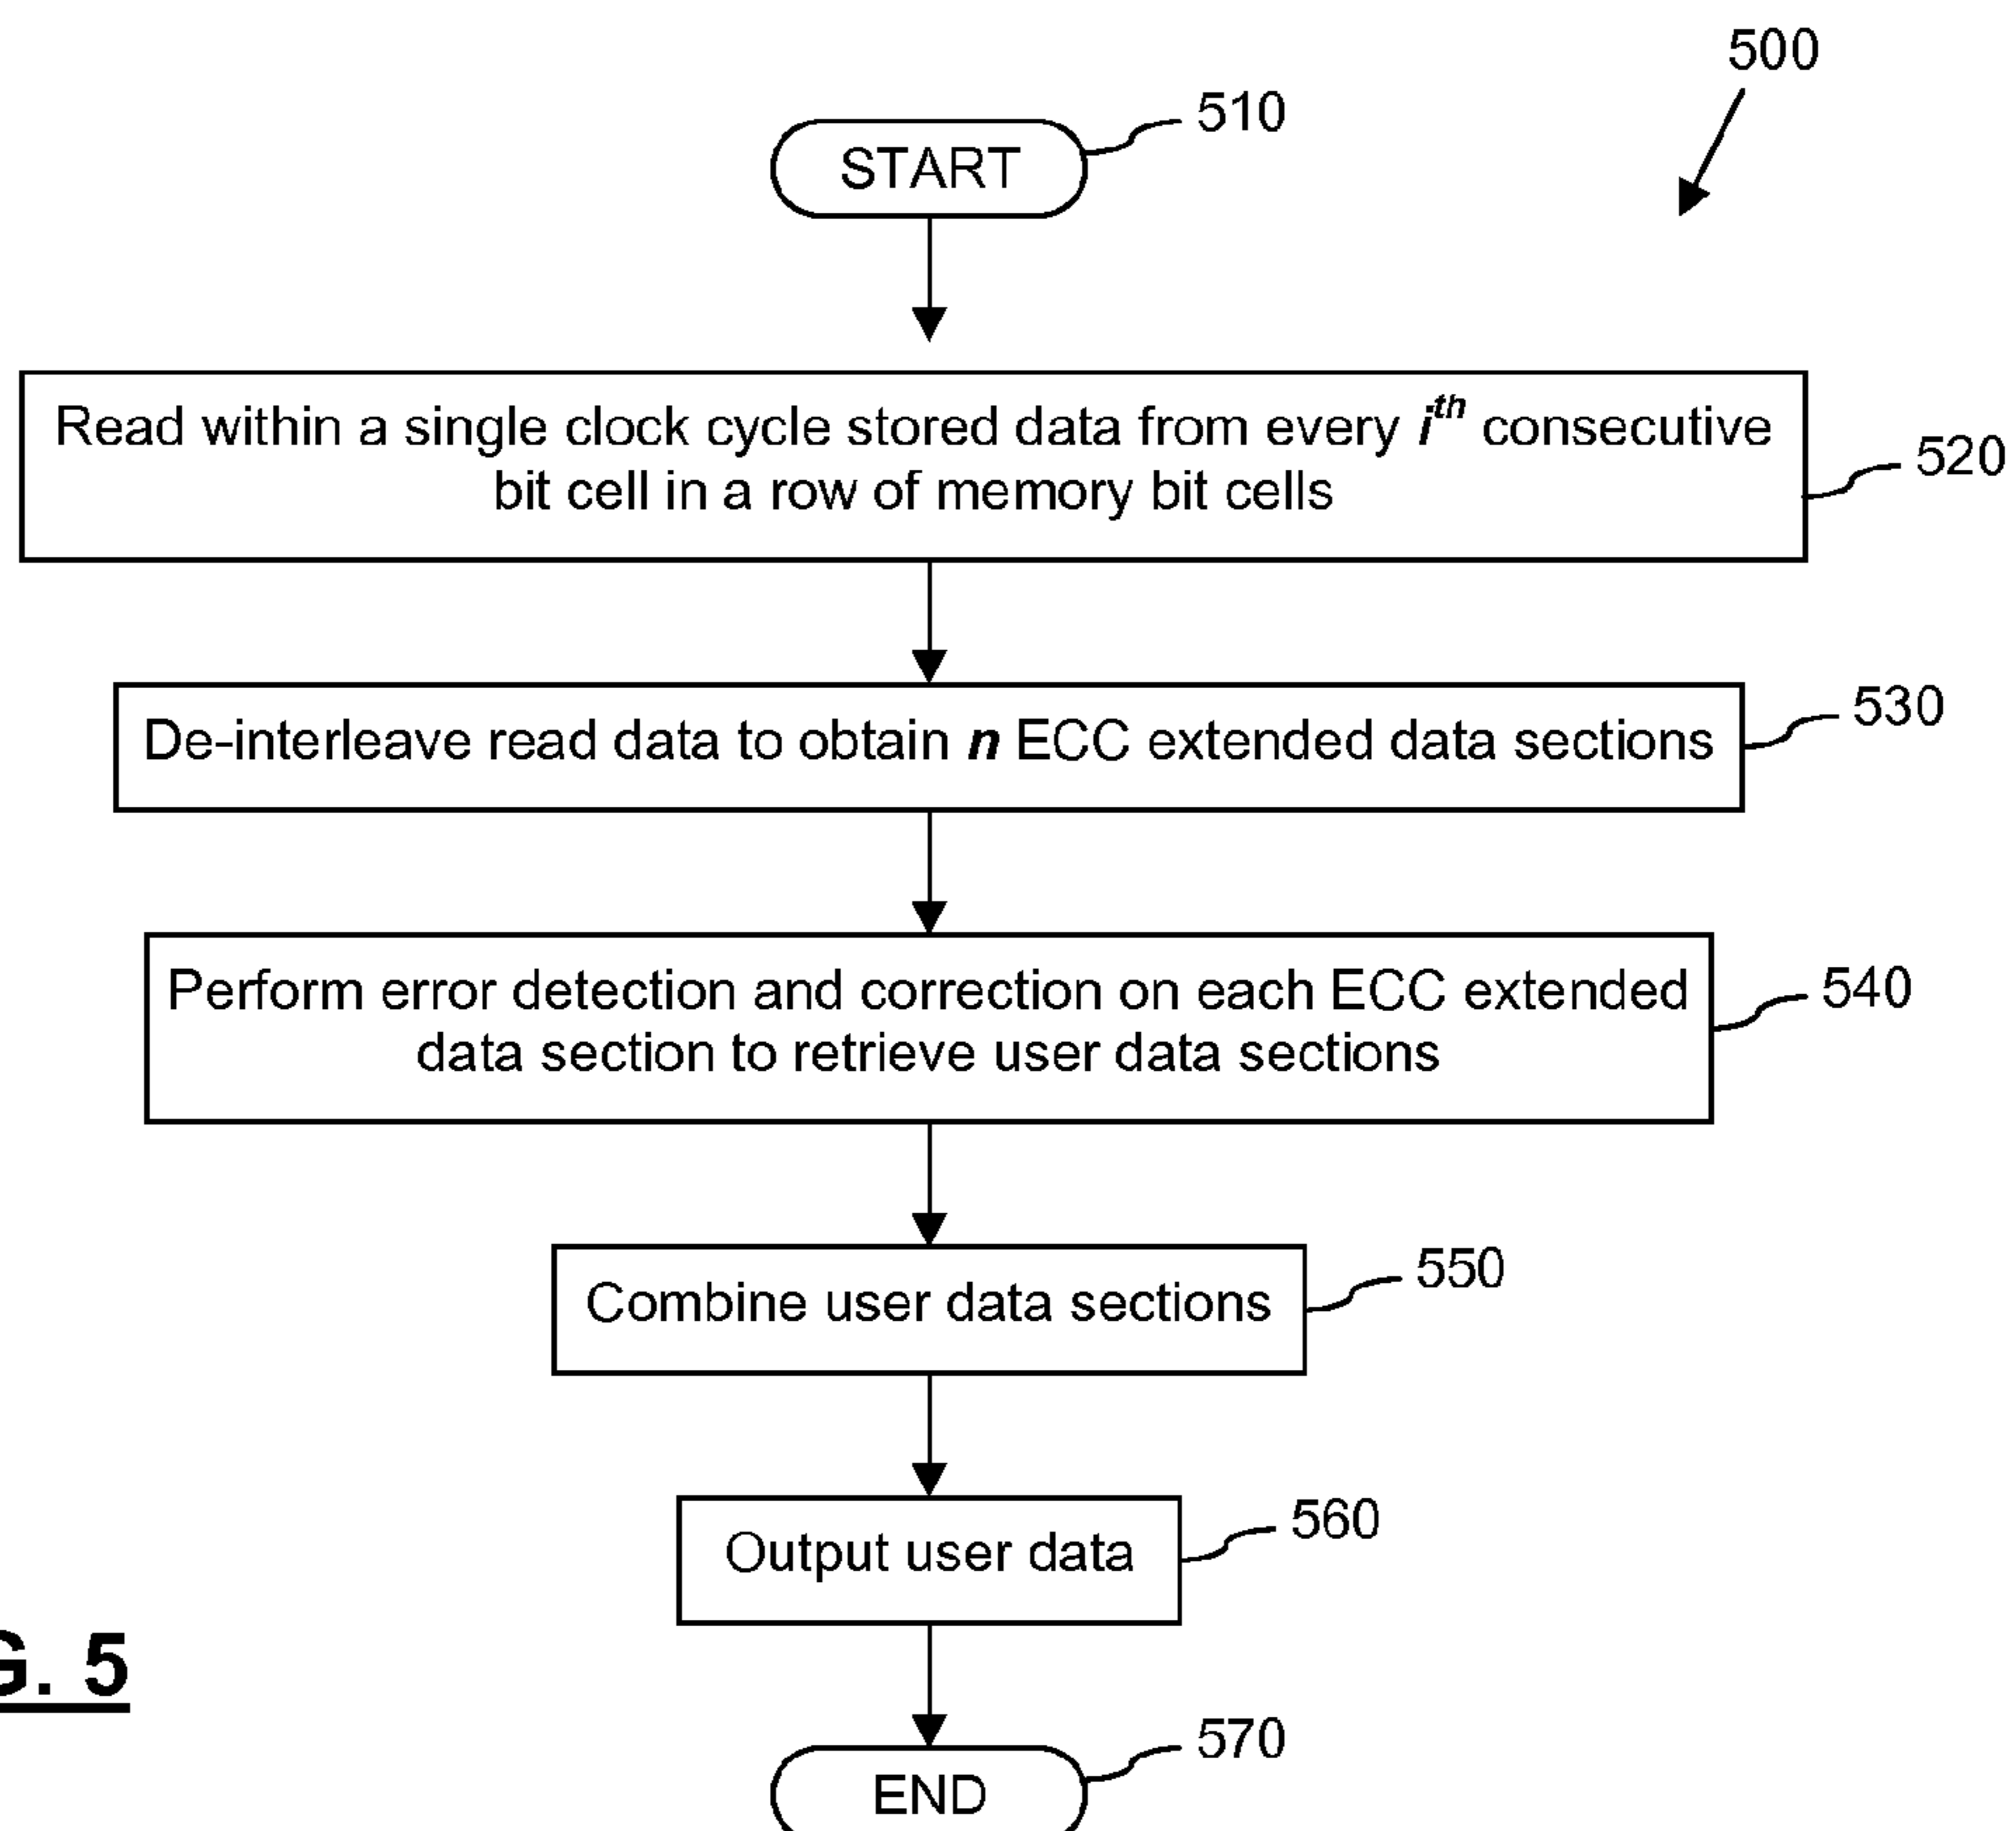 500
510
START
Read within a single clock cycle stored data from every i^th consecutive
bit cell in a row of memory bit cells
520
De-interleave read data to obtain n ECC extended data sections
530
Perform error detection and correction on each ECC extended
data section to retrieve user data sections
540
Combine user data sections
550
Output user data
560
G. 5
570
END